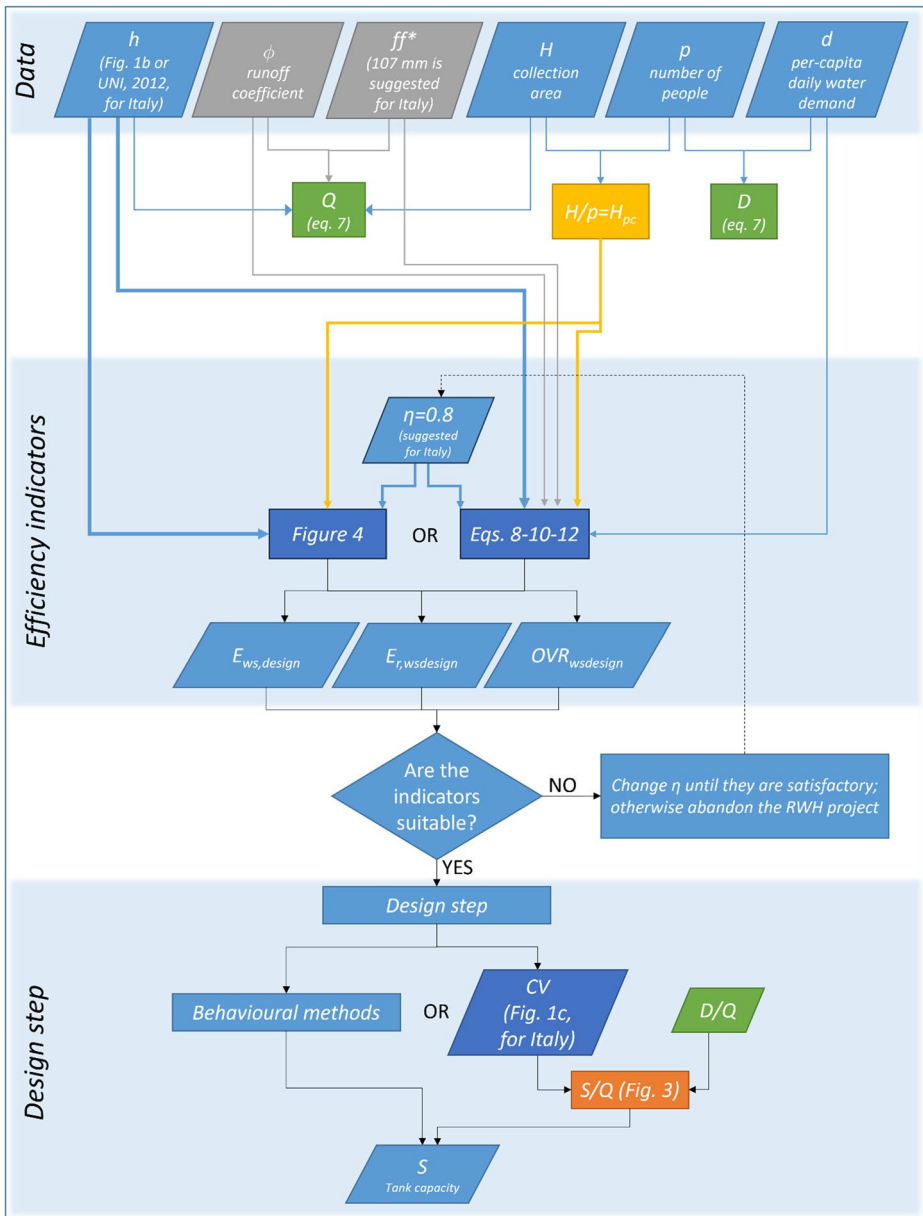 Data
h
(Fig. 1b or
UNI, 2012,
for Italy)
ϕ
runoff
coefficient
ff*
(107 mm is
suggested
for Italy)
H
collection
area
p
number of
people
d
per-capita
daily water
demand
Q
(eq. 7)
H/p=Hpc
D
(eq. 7)
Efficiency indicators
η=0.8
(suggested
for Italy)
Figure 4
OR
Eqs. 8-10-12
Ews,design
Er,wsdesign
OVRwsdesign
Are the
indicators
suitable?
NO
Change η until they are satisfactory;
otherwise abandon the RWH project
YES
Design step
Design step
Behavioural methods
OR
CV
(Fig. 1c,
for Italy)
D/Q
S/Q (Fig. 3)
S
Tank capacity